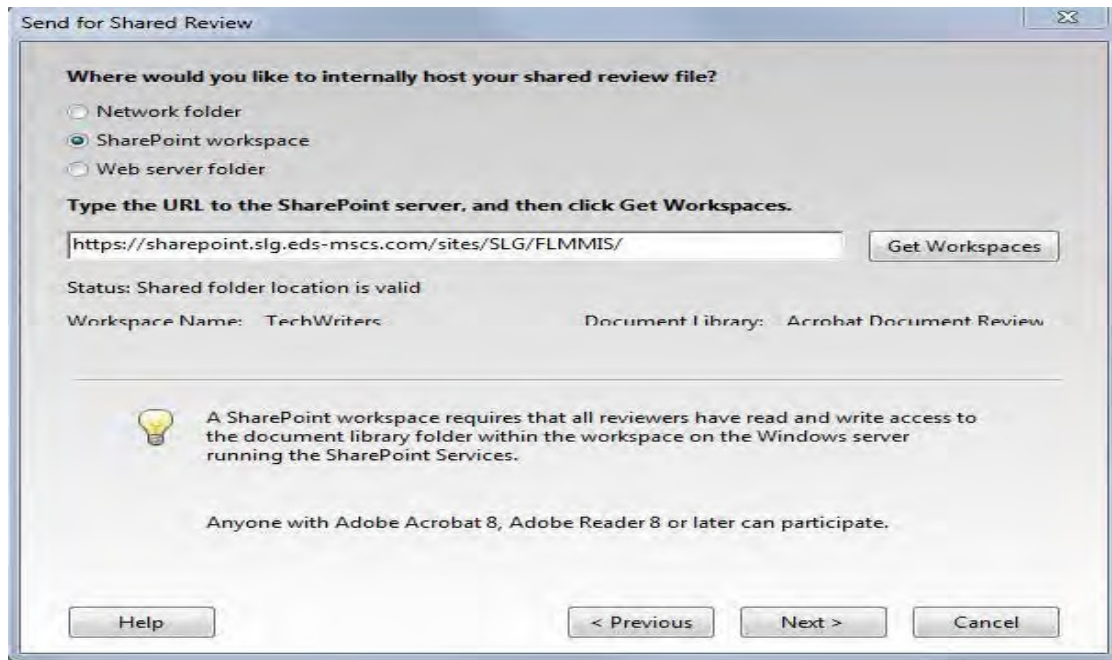 Send for Shared Review
Where would you like to internally host your shared review file?
Network folder
SharePoint workspace
Web server folder
Type the URL to the SharePoint server, and then click Get Workspaces.
https://sharepoint.slg.eds-mscs.com/sites/SLG/FLMMIS/
Get Workspaces
Status: Shared folder location is valid
Workspace Name: TechWriters Document Library: Acrobat Document Review
A SharePoint workspace requires that all reviewers have read and write access to
the document library folder within the workspace on the Windows server
running the SharePoint Services.
Anyone with Adobe Acrobat 8, Adobe Reader 8 or later can participate.
Help < Previous Next > Cancel